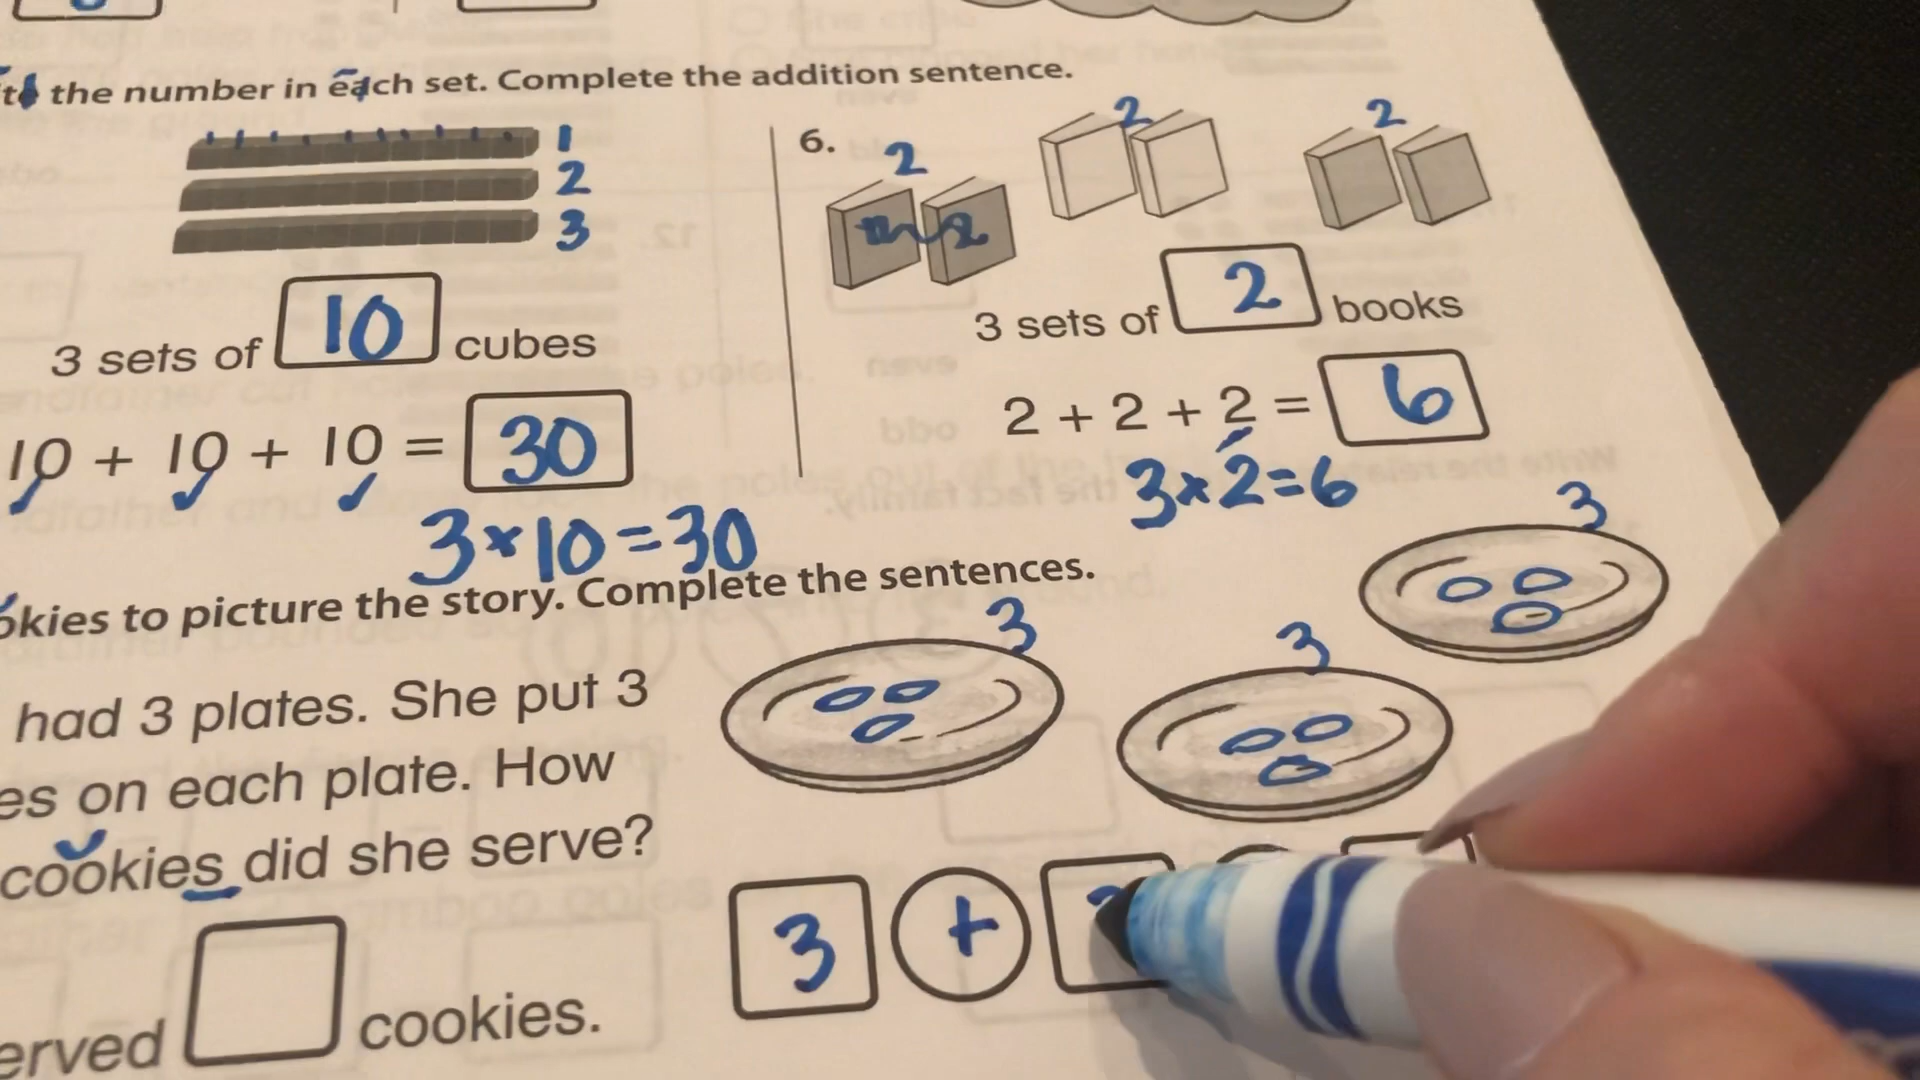 the number in each set. Complete the addition sentence.
1
2
3
3 sets of 10 cubes
10 + 10 + 10 = 30
3×10=30
6.
2
2
2
2
3 sets of 2 books
2 + 2 + 2 = 6
3×2=6
to picture the story. Complete the sentences.
had 3 plates. She put 3
on each plate. How
cookies did she serve?
cookies.
3
3
3
3 +